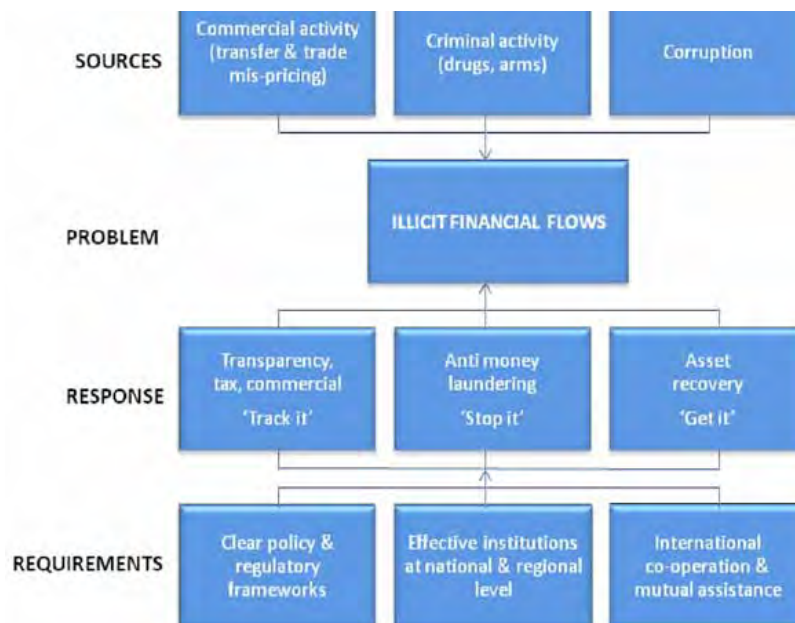 SOURCES
Commercial activity
(transfer & trade
mis-pricing)
Criminal activity
(drugs, arms)
Corruption
PROBLEM
ILLICIT FINANCIAL FLOWS
RESPONSE
Transparency,
tax, commercial
‘Track it’
Anti money
laundering
‘Stop it’
Asset
recovery
‘Get it’
REQUIREMENTS
Clear policy &
regulatory
frameworks
Effective institutions
at national & regional
level
International
co-operation &
mutual assistance